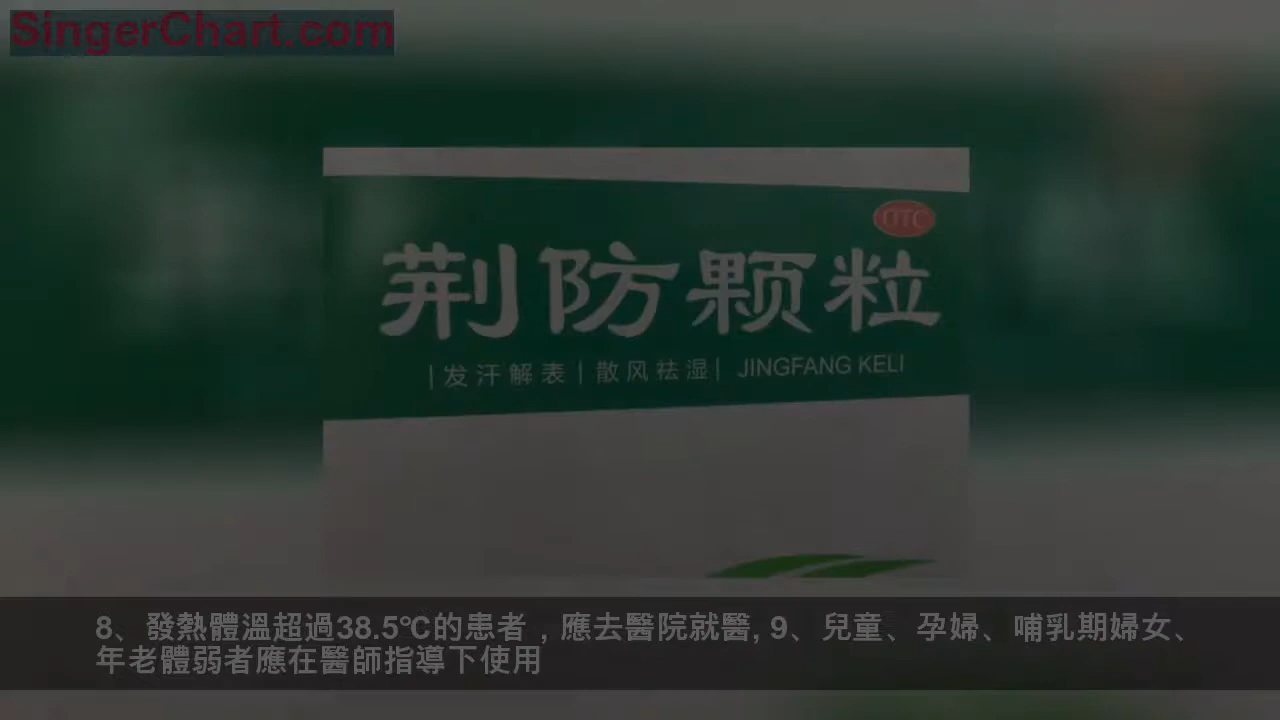 SingerChart.com
OTC
荆防颗粒
|发汗解表|散风祛湿| JINGFANG KELI
8、發熱體溫超過38.5℃的患者，應去醫院就醫, 9、兒童、孕婦、哺乳期婦女、
年老體弱者應在醫師指導下使用